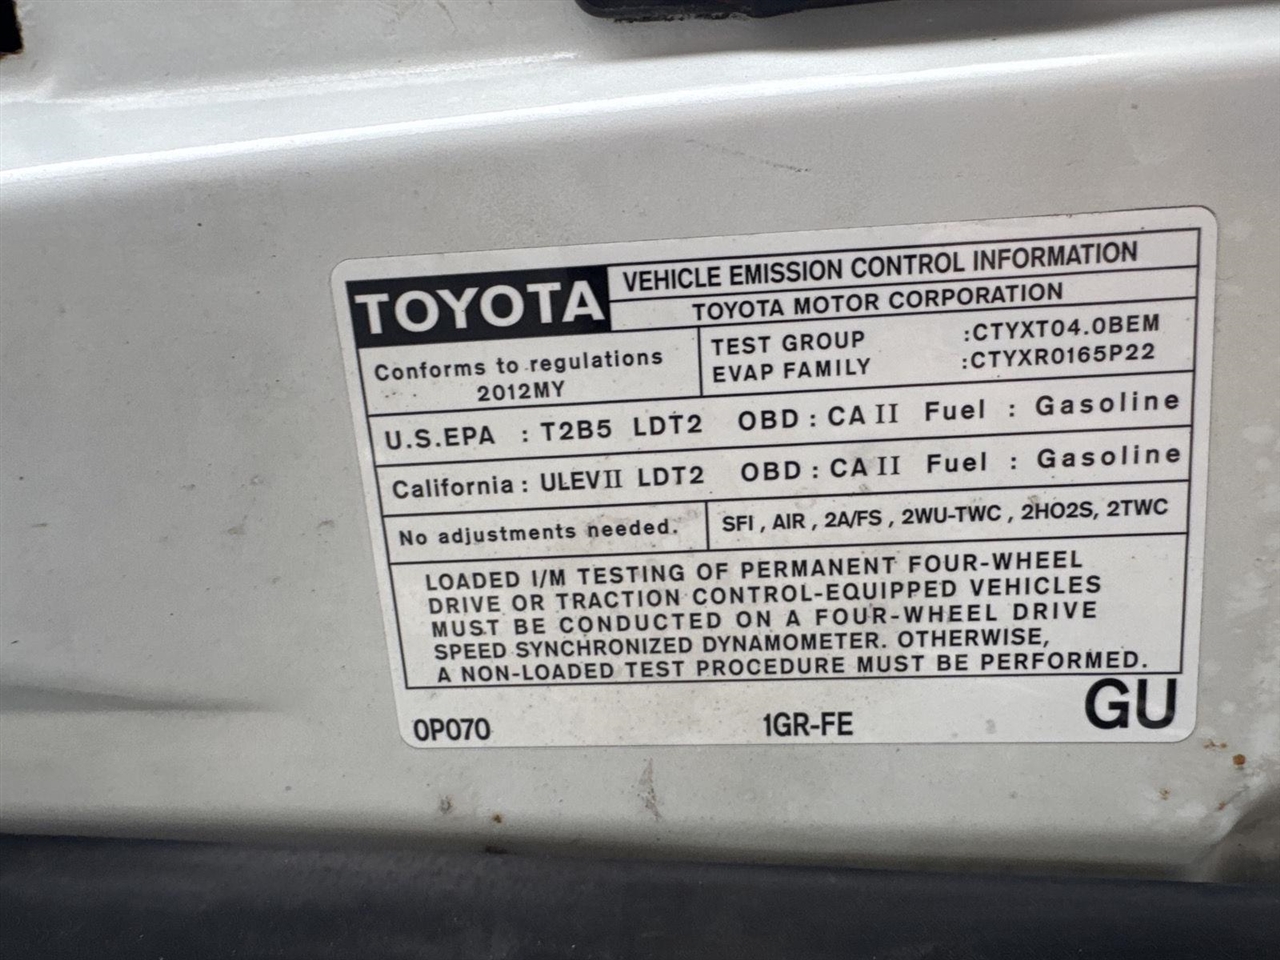 TOYOTA
VEHICLE EMISSION CONTROL INFORMATION
TOYOTA MOTOR CORPORATION
Conforms to regulations
2012MY
TEST GROUP :CTYXT04.0BEM
EVAP FAMILY :CTYXR0165P22
U.S.EPA : T2B5 LDT2 OBD : CA II Fuel : Gasoline
California : ULEVII LDT2 OBD : CA II Fuel : Gasoline
No adjustments needed.
SFI , AIR , 2A/FS , 2WU-TWC , 2HO2S, 2TWC
LOADED I/M TESTING OF PERMANENT FOUR-WHEEL
DRIVE OR TRACTION CONTROL-EQUIPPED VEHICLES
MUST BE CONDUCTED ON A FOUR-WHEEL DRIVE
SPEED SYNCHRONIZED DYNAMOMETER. OTHERWISE,
A NON-LOADED TEST PROCEDURE MUST BE PERFORMED.
0P070 1GR-FE GU